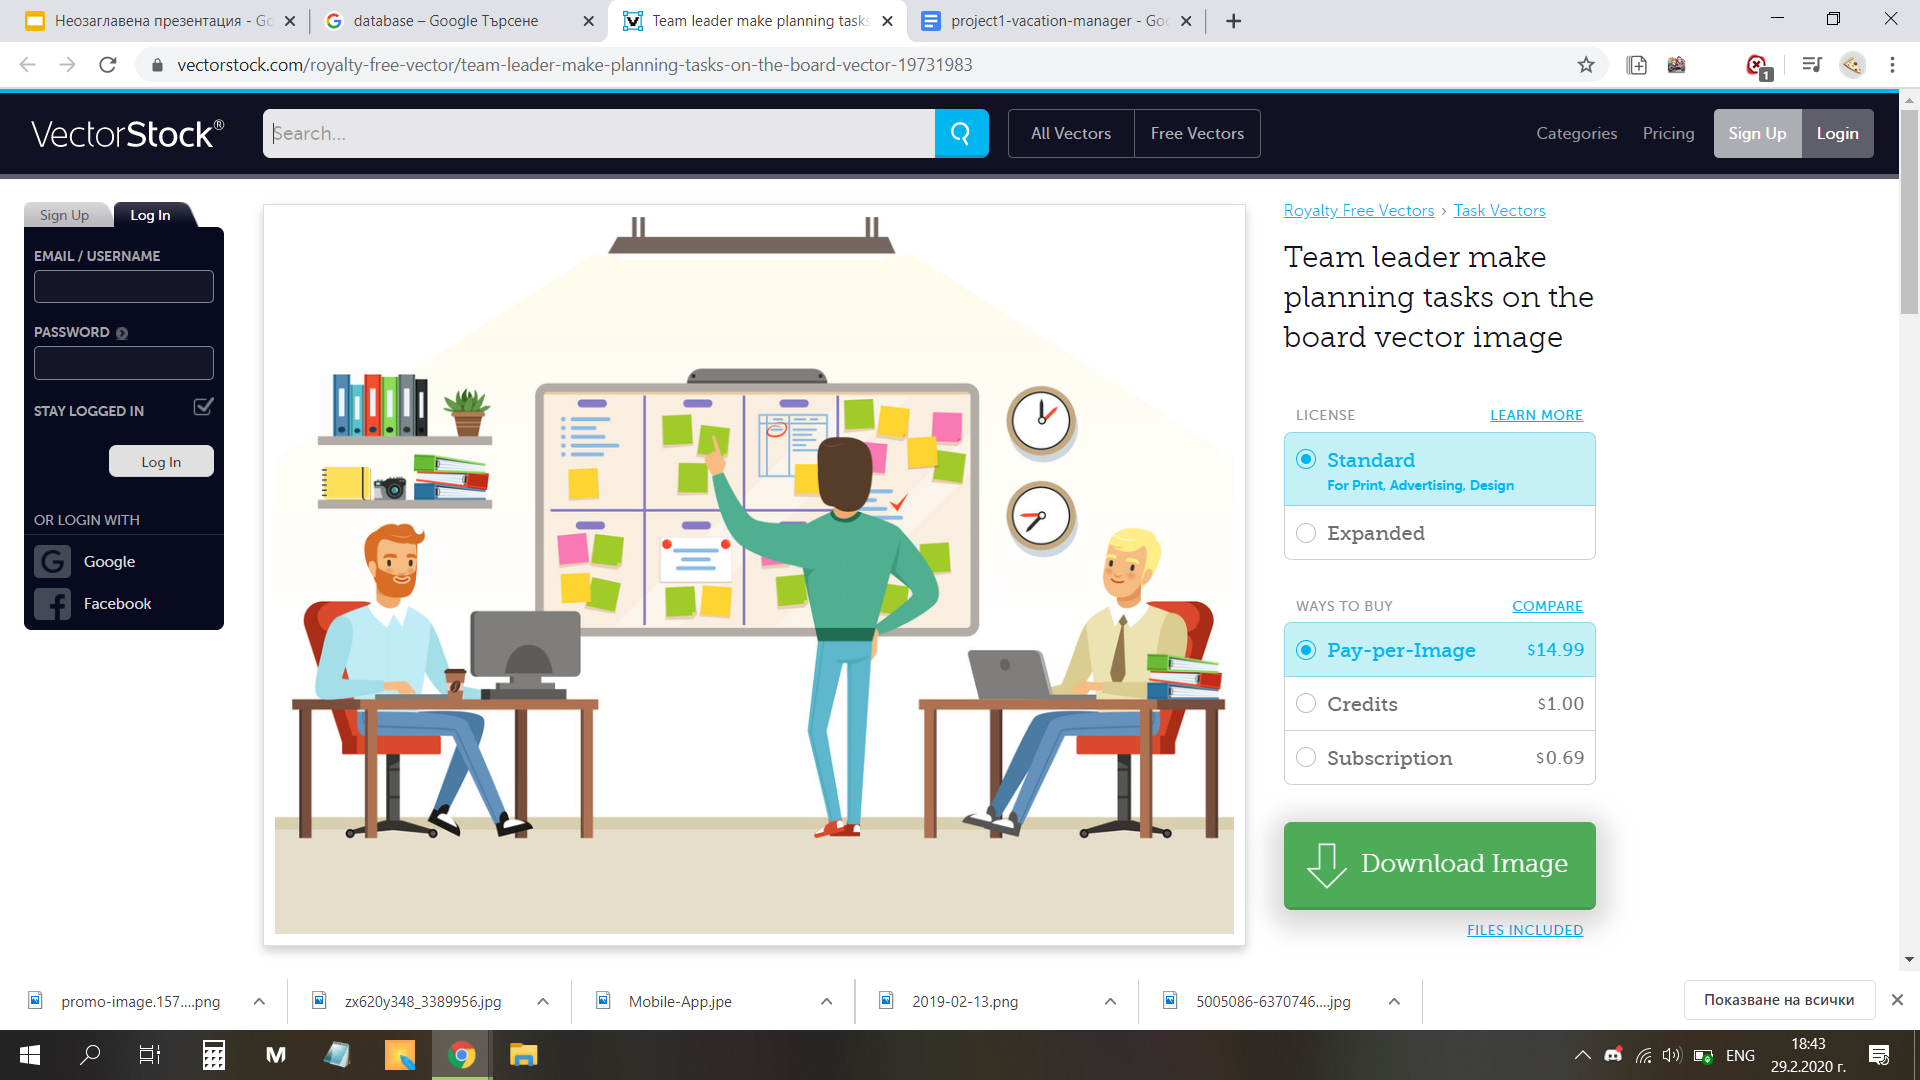 Неозаглавена презентация - Go
database – Google Търсене
Team leader make planning tasks
project1-vacation-manager - Goo
vectorstock.com/royalty-free-vector/team-leader-make-planning-tasks-on-the-board-vector-19731983
1
VectorStock®
Search...
All Vectors
Free Vectors
Categories
Pricing
Sign Up
Login
Sign Up
Log In
EMAIL / USERNAME
PASSWORD
STAY LOGGED IN
Log In
OR LOGIN WITH
Google
Facebook
Royalty Free Vectors › Task Vectors
Team leader make
planning tasks on the
board vector image
LICENSE
LEARN MORE
Standard
For Print, Advertising, Design
Expanded
WAYS TO BUY
COMPARE
Pay-per-Image
$14.99
Credits
$1.00
Subscription
$0.69
Download Image
FILES INCLUDED
promo-image.157....png
zx620y348_3389956.jpg
Mobile-App.jpe
2019-02-13.png
5005086-6370746....jpg
Показване на всички
ENG
18:43
29.2.2020 г.